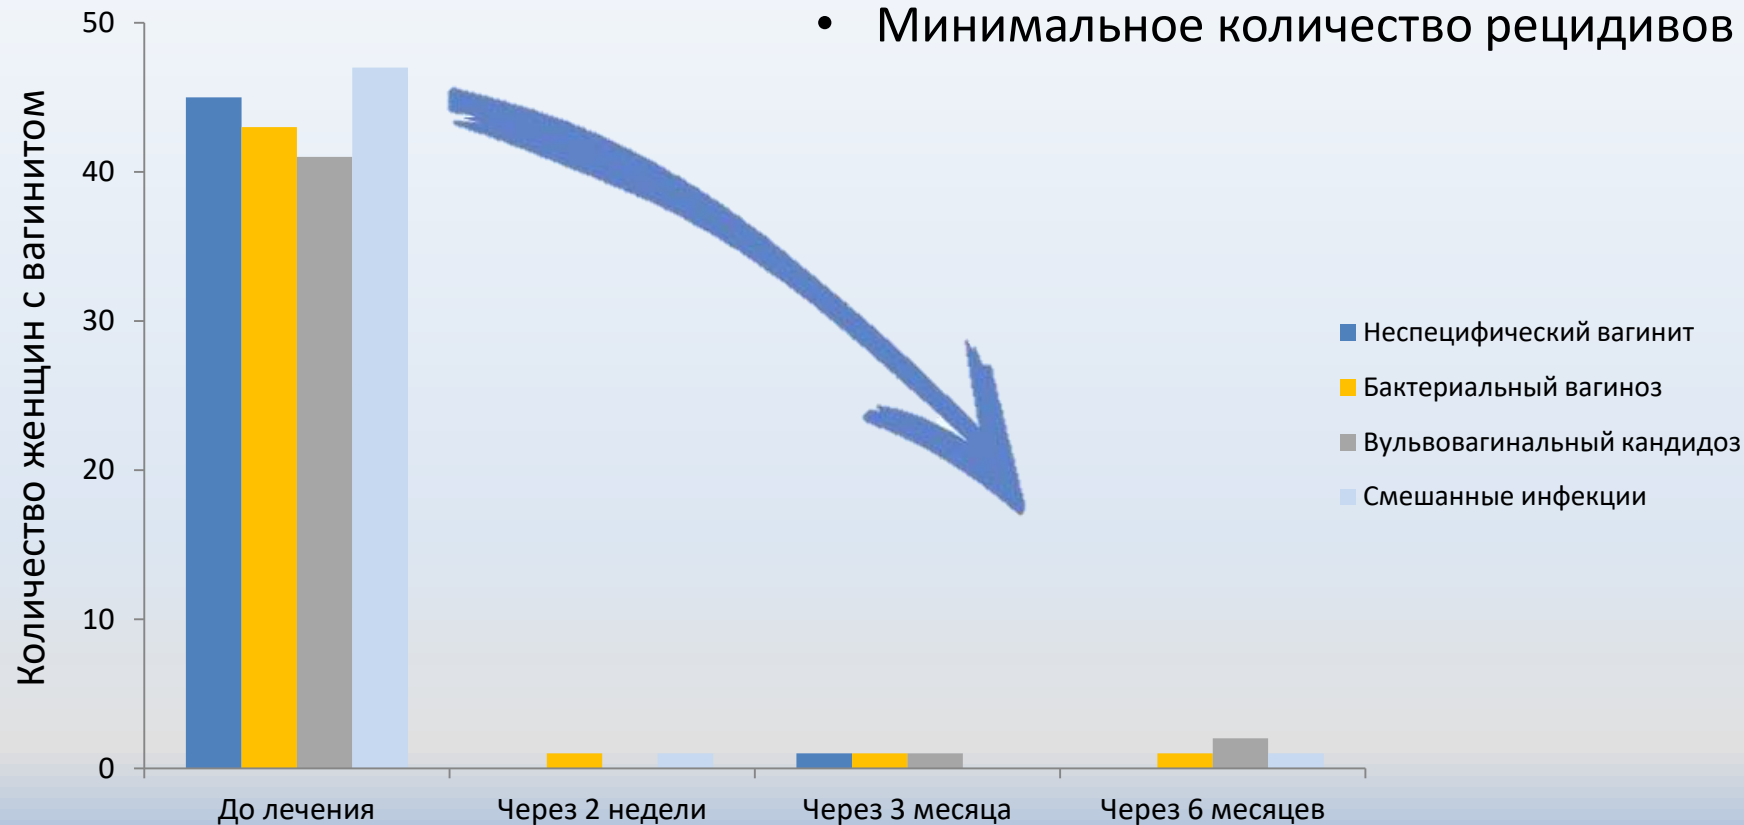 • Минимальное количество рецидивов
Количество женщин с вагинитом
50
40
30
20
10
0
До лечения
Через 2 недели
Через 3 месяца
Через 6 месяцев
Неспецифический вагинит
Бактериальный вагиноз
Вульвовагинальный кандидоз
Смешанные инфекции